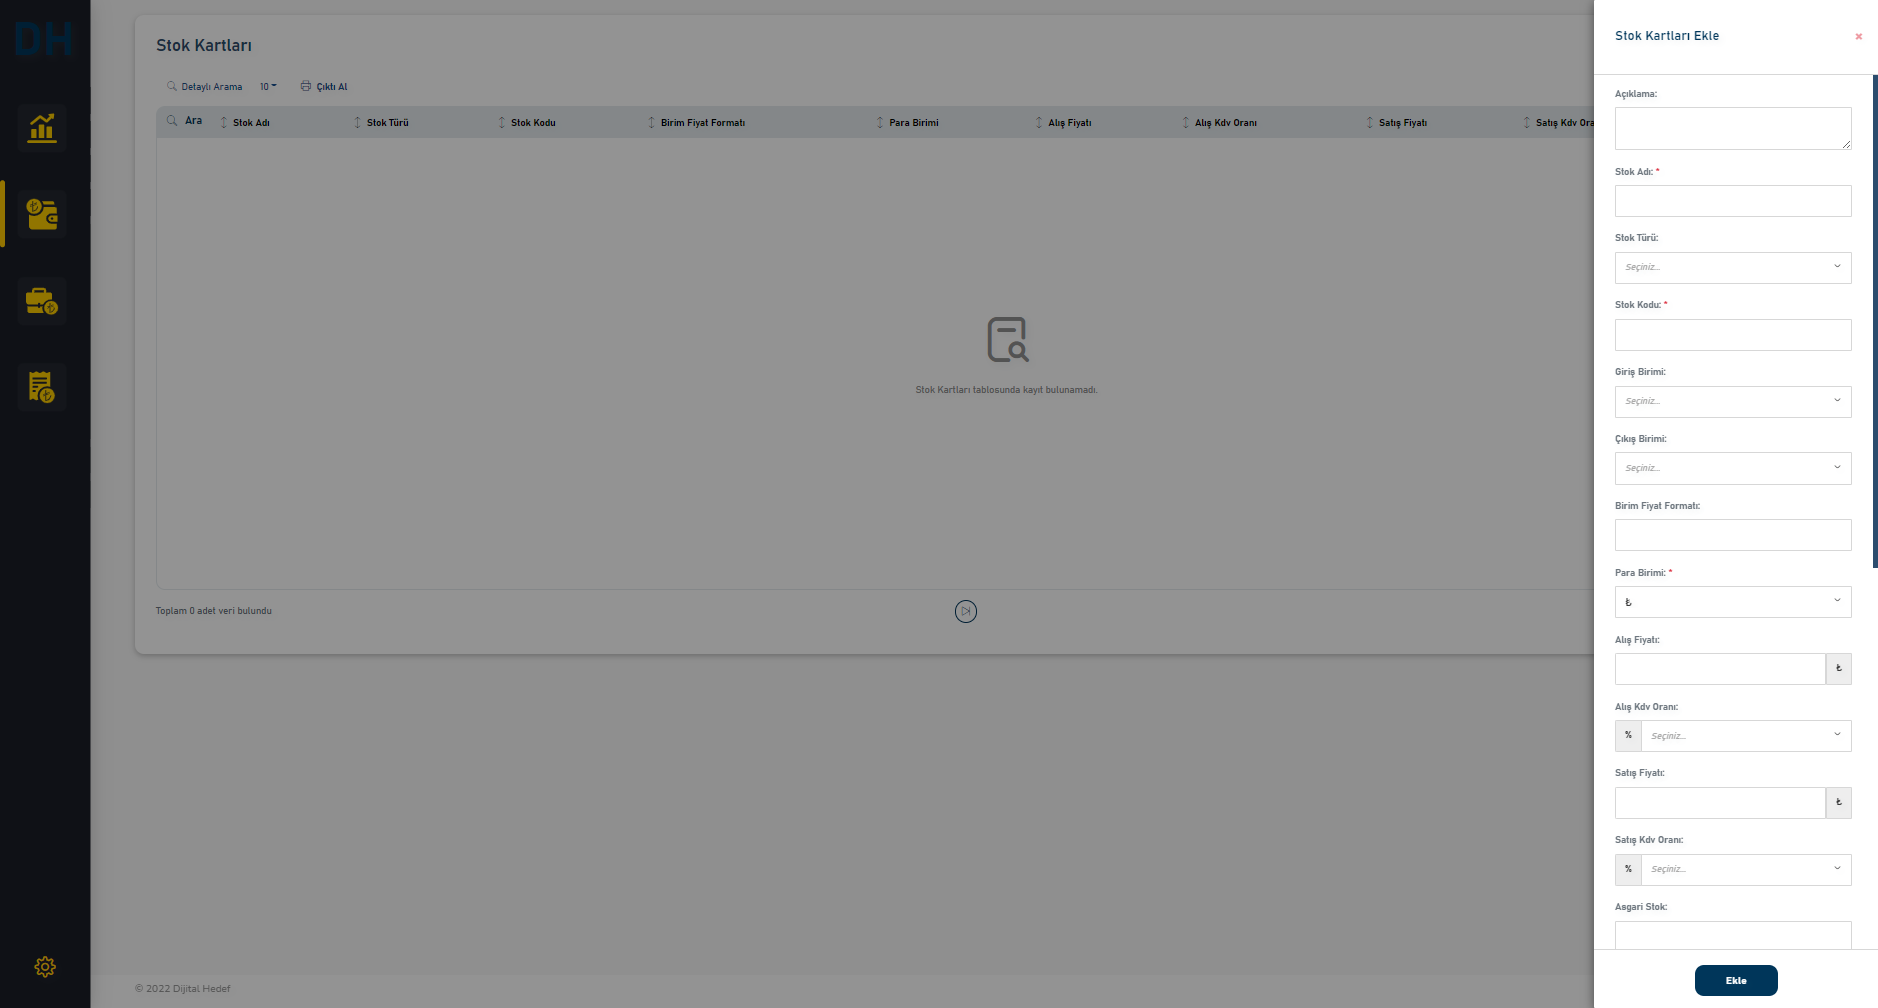 DH
Stok Kartları
Detaylı Arama 10 Çıktı Al
Ara Stok Adı Stok Türü Stok Kodu Birim Fiyat Formatı Para Birimi Alış Fiyatı Alış Kdv Oranı Satış Fiyatı Satış Kdv Ora
Stok Kartları tablosunda kayıt bulunamadı.
Toplam 0 adet veri bulundu
© 2022 Dijital Hedef
Stok Kartları Ekle
Açıklama:
Stok Adı: *
Stok Türü:
Seçiniz...
Stok Kodu: *
Giriş Birimi:
Seçiniz...
Çıkış Birimi:
Seçiniz...
Birim Fiyat Formatı:
Para Birimi: *
₺
Alış Fiyatı:
₺
Alış Kdv Oranı:
% Seçiniz...
Satış Fiyatı:
₺
Satış Kdv Oranı:
% Seçiniz...
Asgari Stok:
Ekle